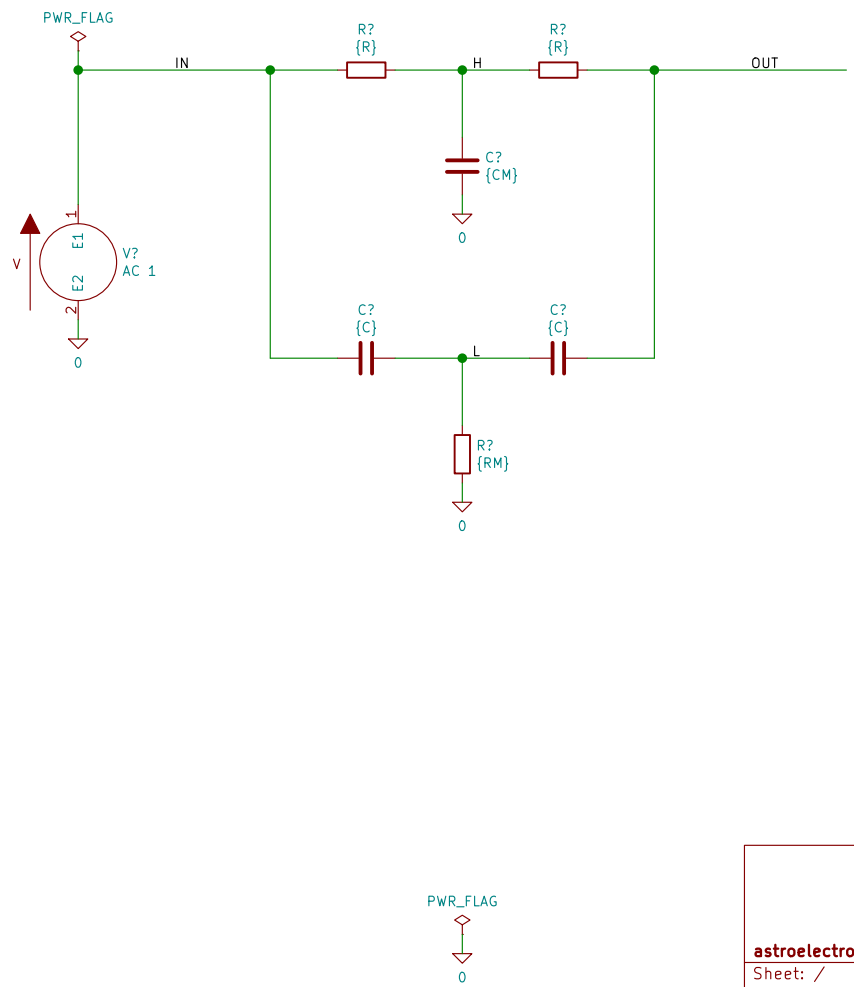 PWR_FLAG
R?
{R}
R?
{R}
IN
H
OUT
C?
{CM}
0
1
E1
V
V?
AC 1
E2
2
0
C?
{C}
C?
{C}
L
R?
{RM}
0
PWR_FLAG
0
astroelectro
Sheet: /